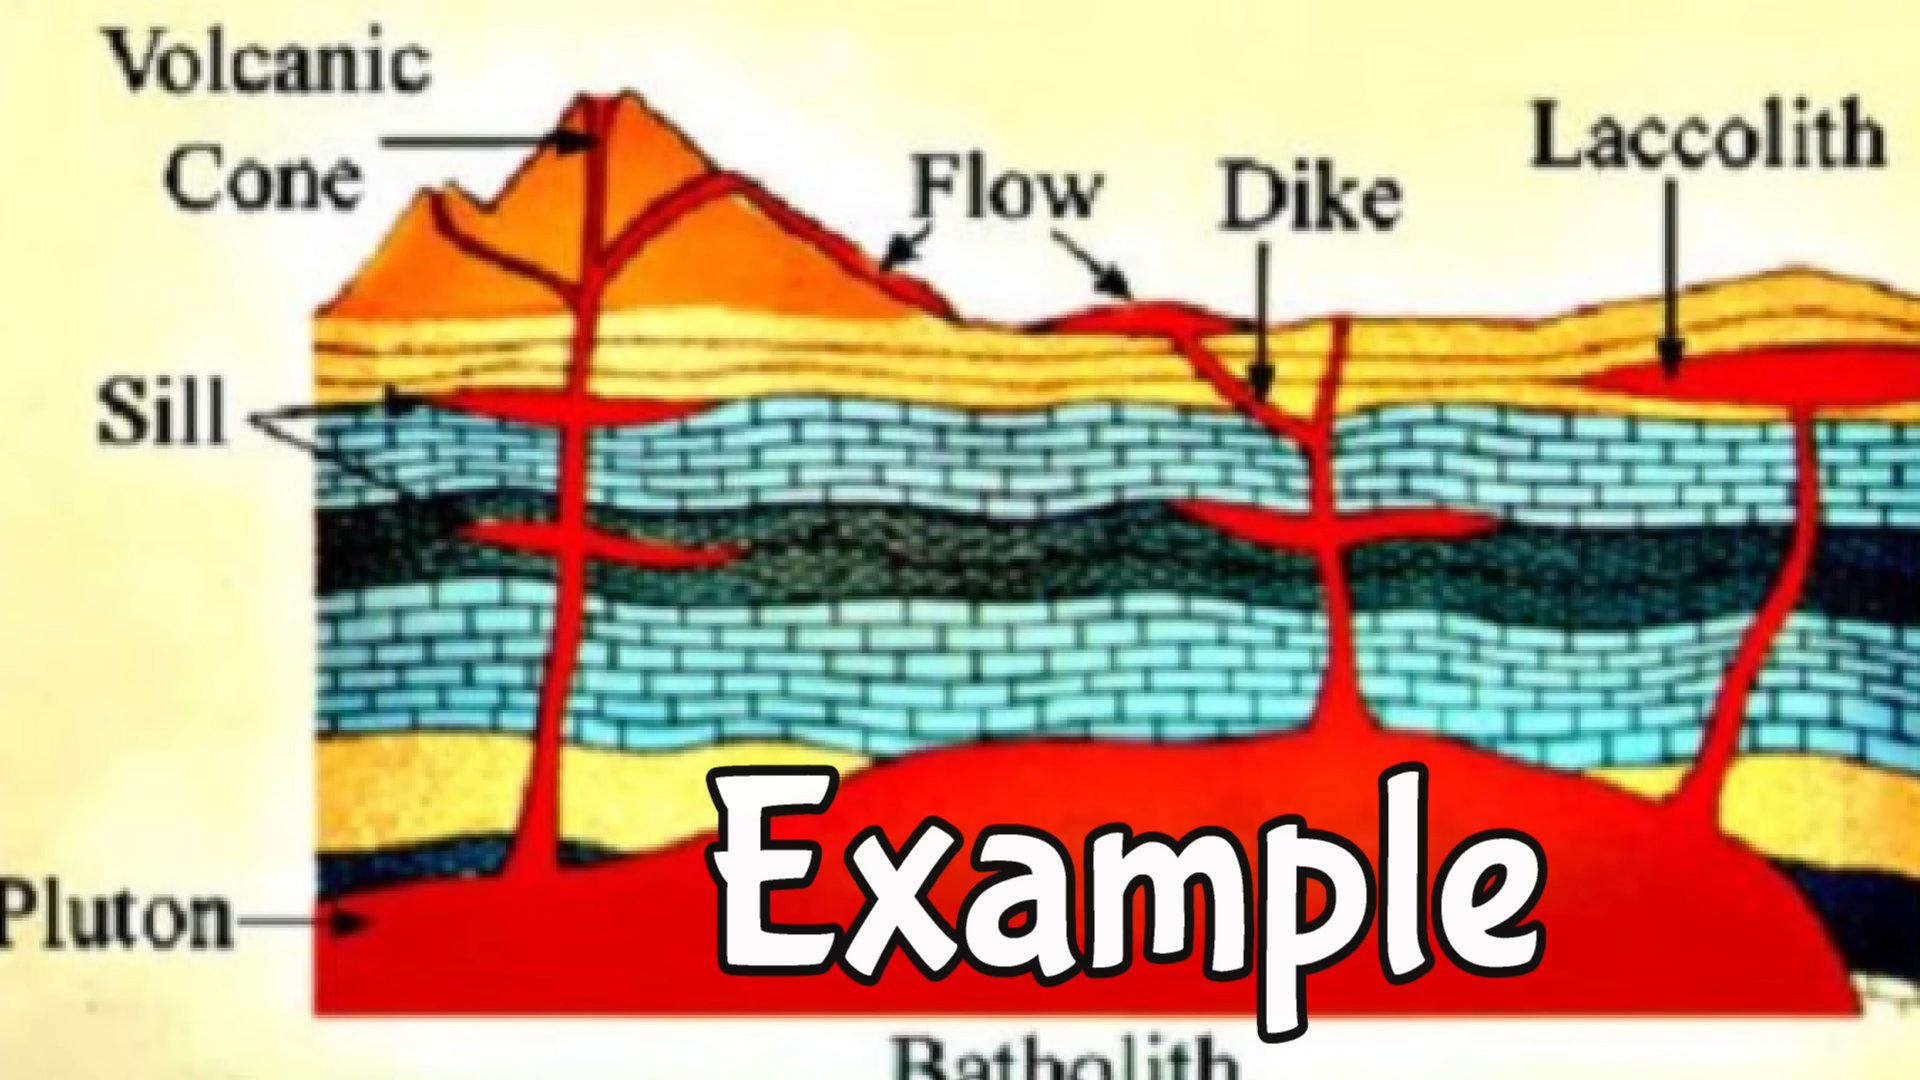 Volcanic
Cone
Flow
Dike
Laccolith
Sill
Pluton
Example
Batholith